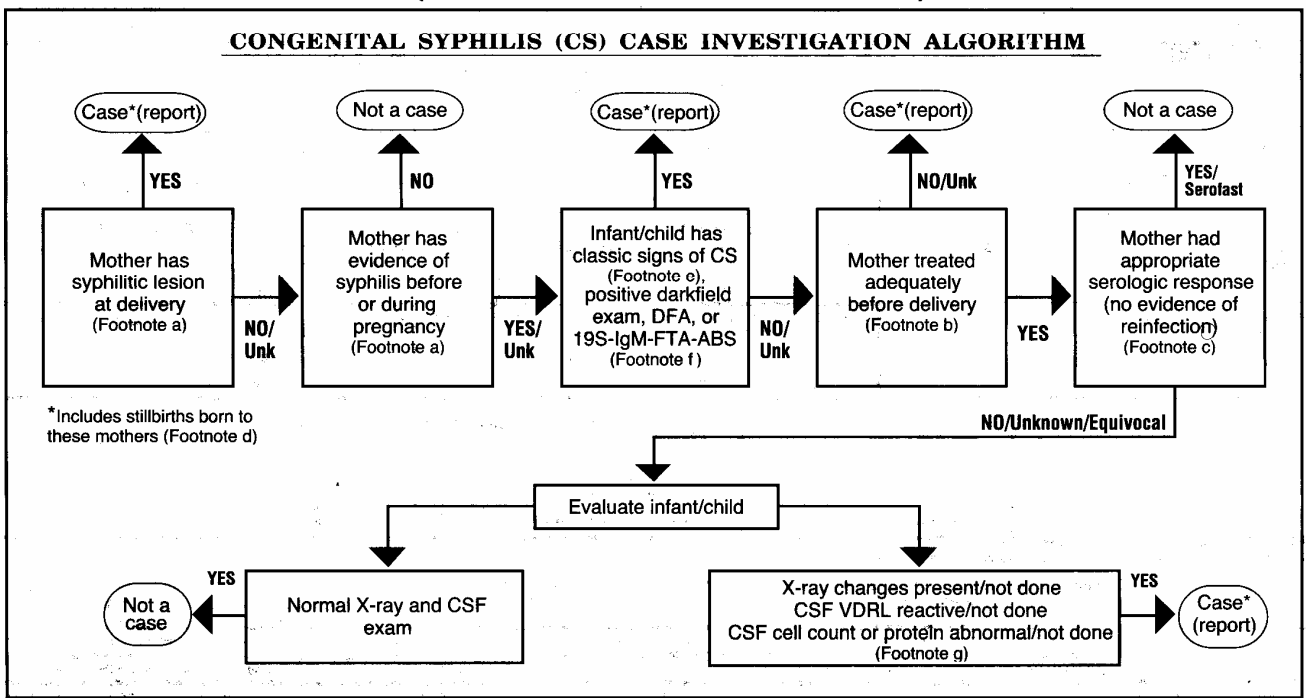 CONGENITAL SYPHILIS (CS) CASE INVESTIGATION ALGORITHM
Case*(report)
Not a case
Case*(report)
Case*(report)
Not a case
YES
NO
YES
NO/Unk
YES/
Serofast
Mother has
syphilitic lesion
at delivery
(Footnote a)
NO/
Unk
Mother has
evidence of
syphilis before
or during
pregnancy
(Footnote a)
YES/
Unk
Infant/child has
classic signs of CS
(Footnote e),
positive darkfield
exam, DFA, or
19S-IgM-FTA-ABS
(Footnote f)
NO/
Unk
Mother treated
adequately
before delivery
(Footnote b)
YES
Mother had
appropriate
serologic response
(no evidence of
reinfection)
(Footnote c)
*Includes stillbirths born to
these mothers (Footnote d)
NO/Unknown/Equivocal
Evaluate infant/child
Not a
case
YES
Normal X-ray and CSF
exam
X-ray changes present/not done
CSF VDRL reactive/not done
CSF cell count or protein abnormal/not done
(Footnote g)
YES
Case*
(report)